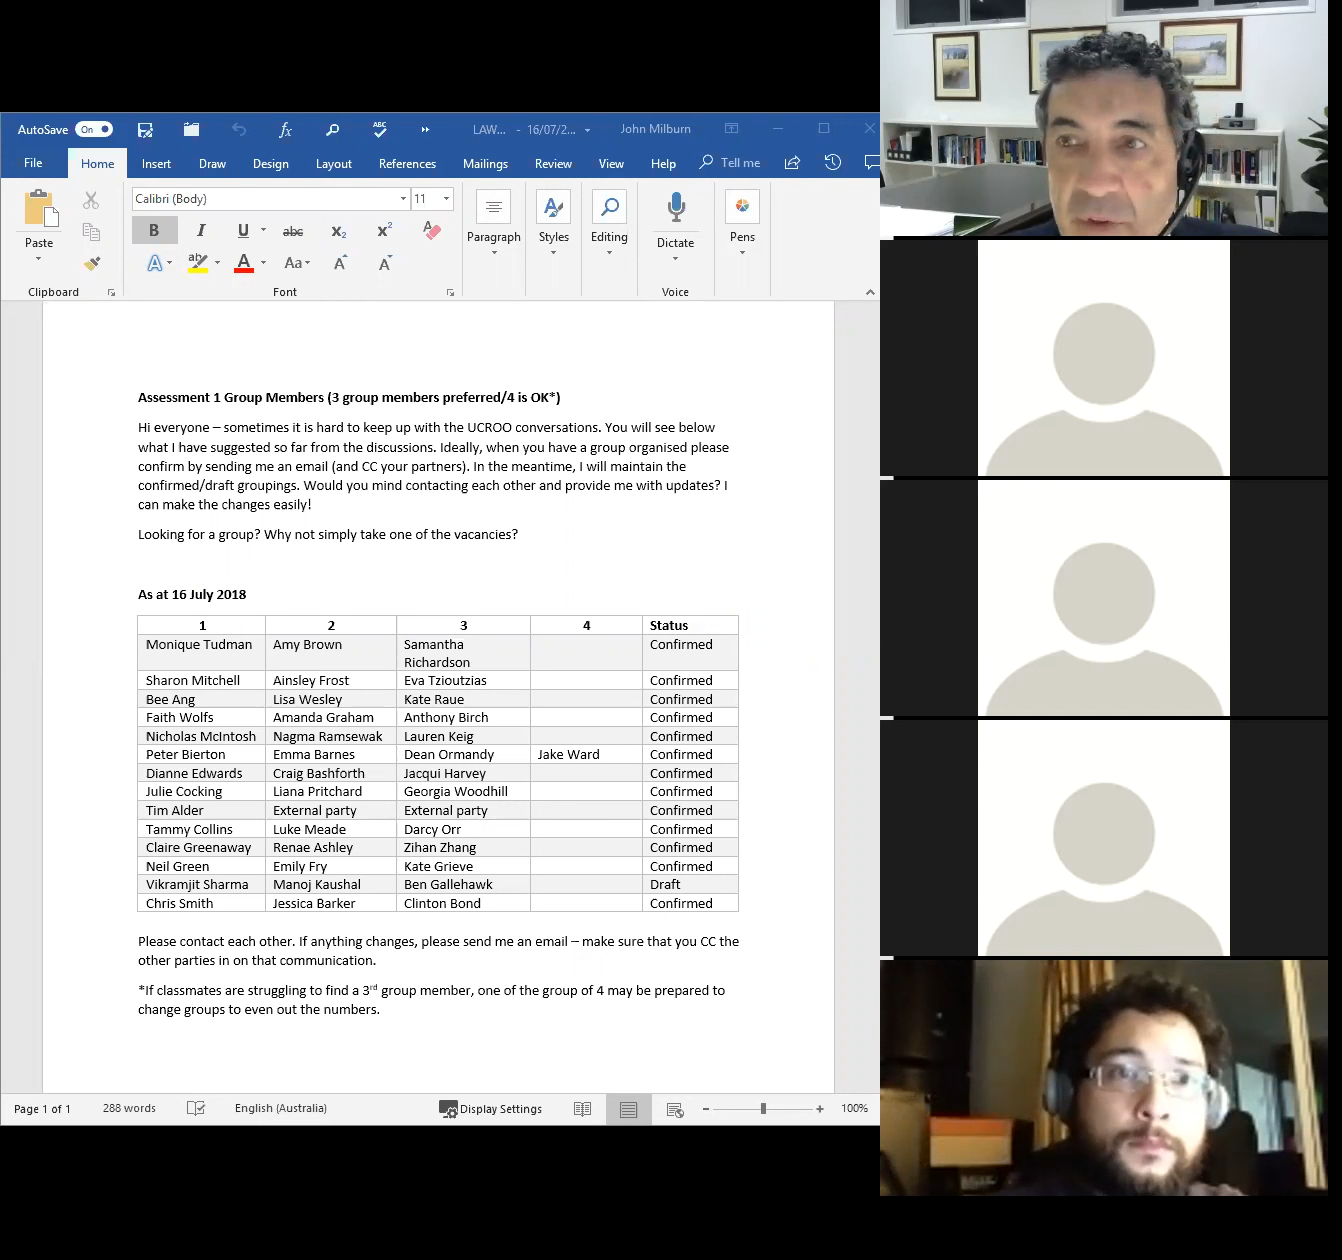 AutoSave On LAW... - 16/07/2... John Milburn
File Home Insert Draw Design Layout References Mailings Review View Help Tell me
Calibri (Body) 11
Paste
B I U abc x₂ x²
A ab A Aa A A
Paragraph Styles Editing Dictate Pens
Clipboard Font Voice
Assessment 1 Group Members (3 group members preferred/4 is OK*)
Hi everyone – sometimes it is hard to keep up with the UCROO conversations. You will see below
what I have suggested so far from the discussions. Ideally, when you have a group organised please
confirm by sending me an email (and CC your partners). In the meantime, I will maintain the
confirmed/draft groupings. Would you mind contacting each other and provide me with updates? I
can make the changes easily!
Looking for a group? Why not simply take one of the vacancies?
As at 16 July 2018
1 2 3 4 Status
Monique Tudman Amy Brown Samantha Confirmed
Richardson
Sharon Mitchell Ainsley Frost Eva Tzioutzias Confirmed
Bee Ang Lisa Wesley Kate Raue Confirmed
Faith Wolfs Amanda Graham Anthony Birch Confirmed
Nicholas McIntosh Nagma Ramsewak Lauren Keig Confirmed
Peter Bierton Emma Barnes Dean Ormandy Jake Ward Confirmed
Dianne Edwards Craig Bashforth Jacqui Harvey Confirmed
Julie Cocking Liana Pritchard Georgia Woodhill Confirmed
Tim Alder External party External party Confirmed
Tammy Collins Luke Meade Darcy Orr Confirmed
Claire Greenaway Renae Ashley Zihan Zhang Confirmed
Neil Green Emily Fry Kate Grieve Confirmed
Vikramjit Sharma Manoj Kaushal Ben Gallehawk Draft
Chris Smith Jessica Barker Clinton Bond Confirmed
Please contact each other. If anything changes, please send me an email – make sure that you CC the
other parties in on that communication.
*If classmates are struggling to find a 3rd group member, one of the group of 4 may be prepared to
change groups to even out the numbers.
Page 1 of 1 288 words English (Australia) Display Settings 100%